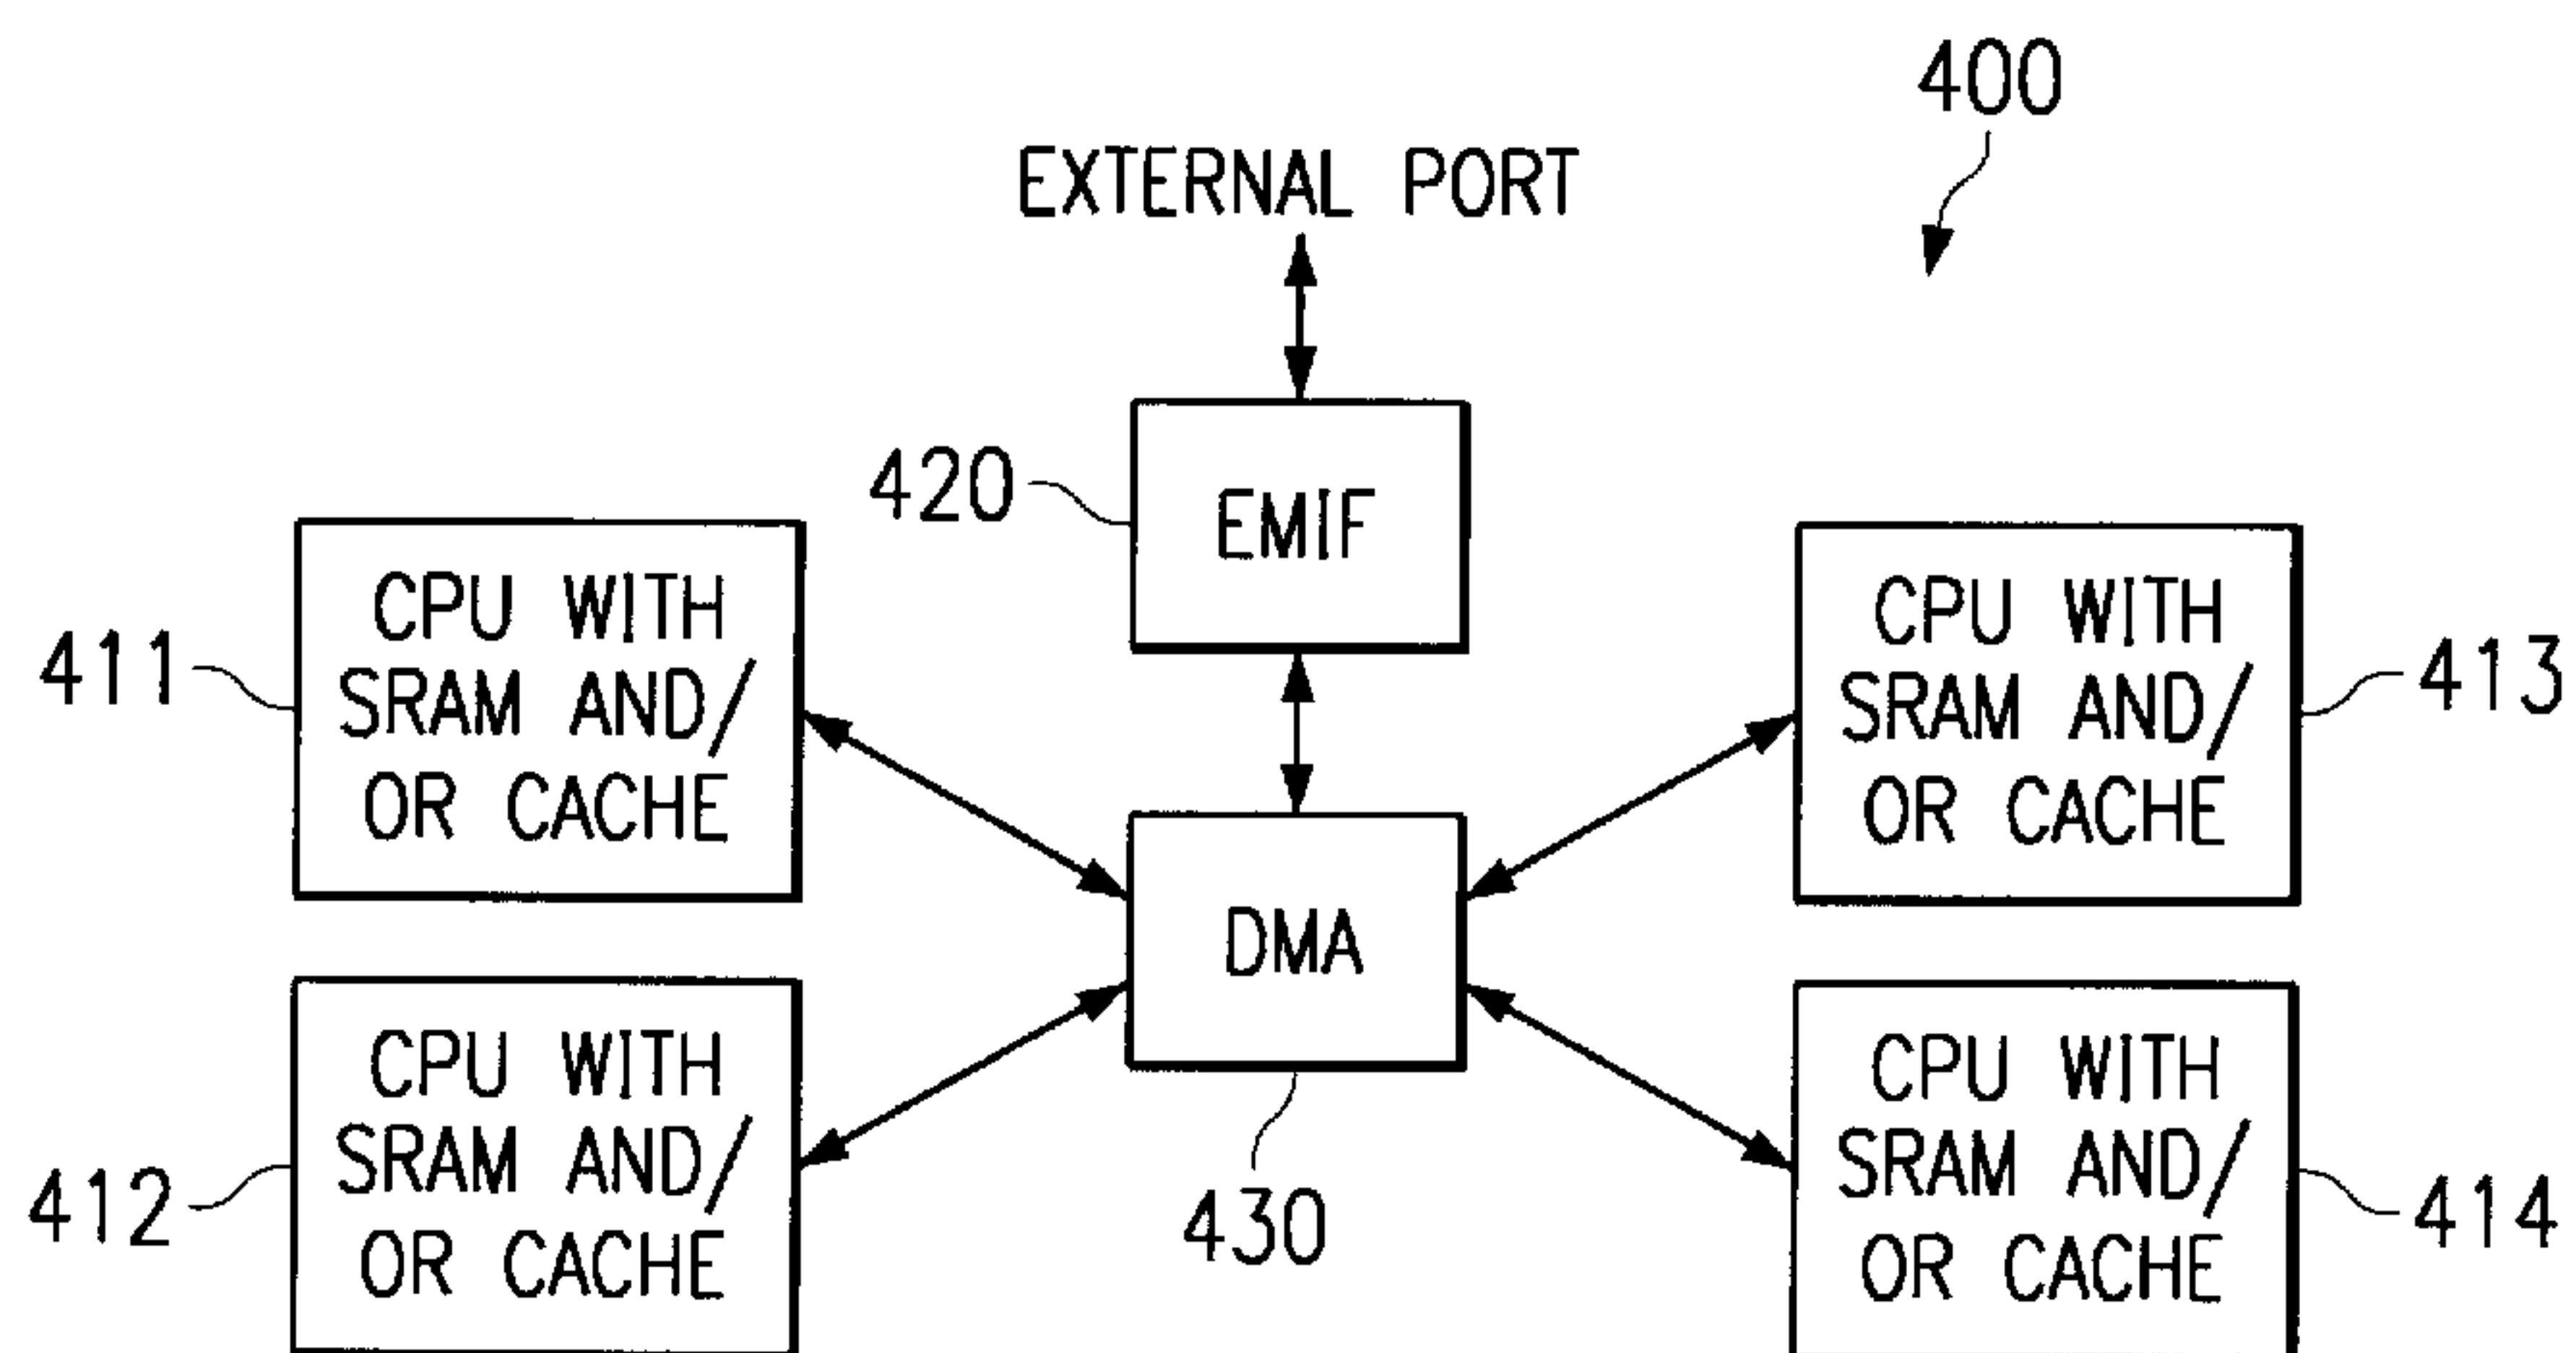 400
EXTERNAL PORT
420
EMIF
411
CPU WITH
SRAM AND/
OR CACHE
CPU WITH
SRAM AND/
OR CACHE
413
DMA
430
412
CPU WITH
SRAM AND/
OR CACHE
CPU WITH
SRAM AND/
OR CACHE
414